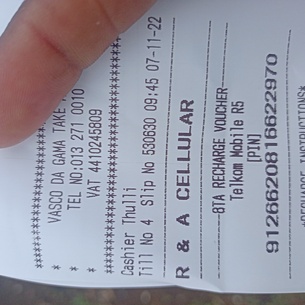 *********************
* VASCO DA GAMA TAKE
* TEL NO:013 271 0010
* VAT 4410245809
*********************
Cashier Thulli
Till No 4 Slip No 530630 09:45 07-11-22
R & A CELLULAR
8TA RECHARGE VOUCHER
Telkom Mobile R5
[PIN]
9126620816622970